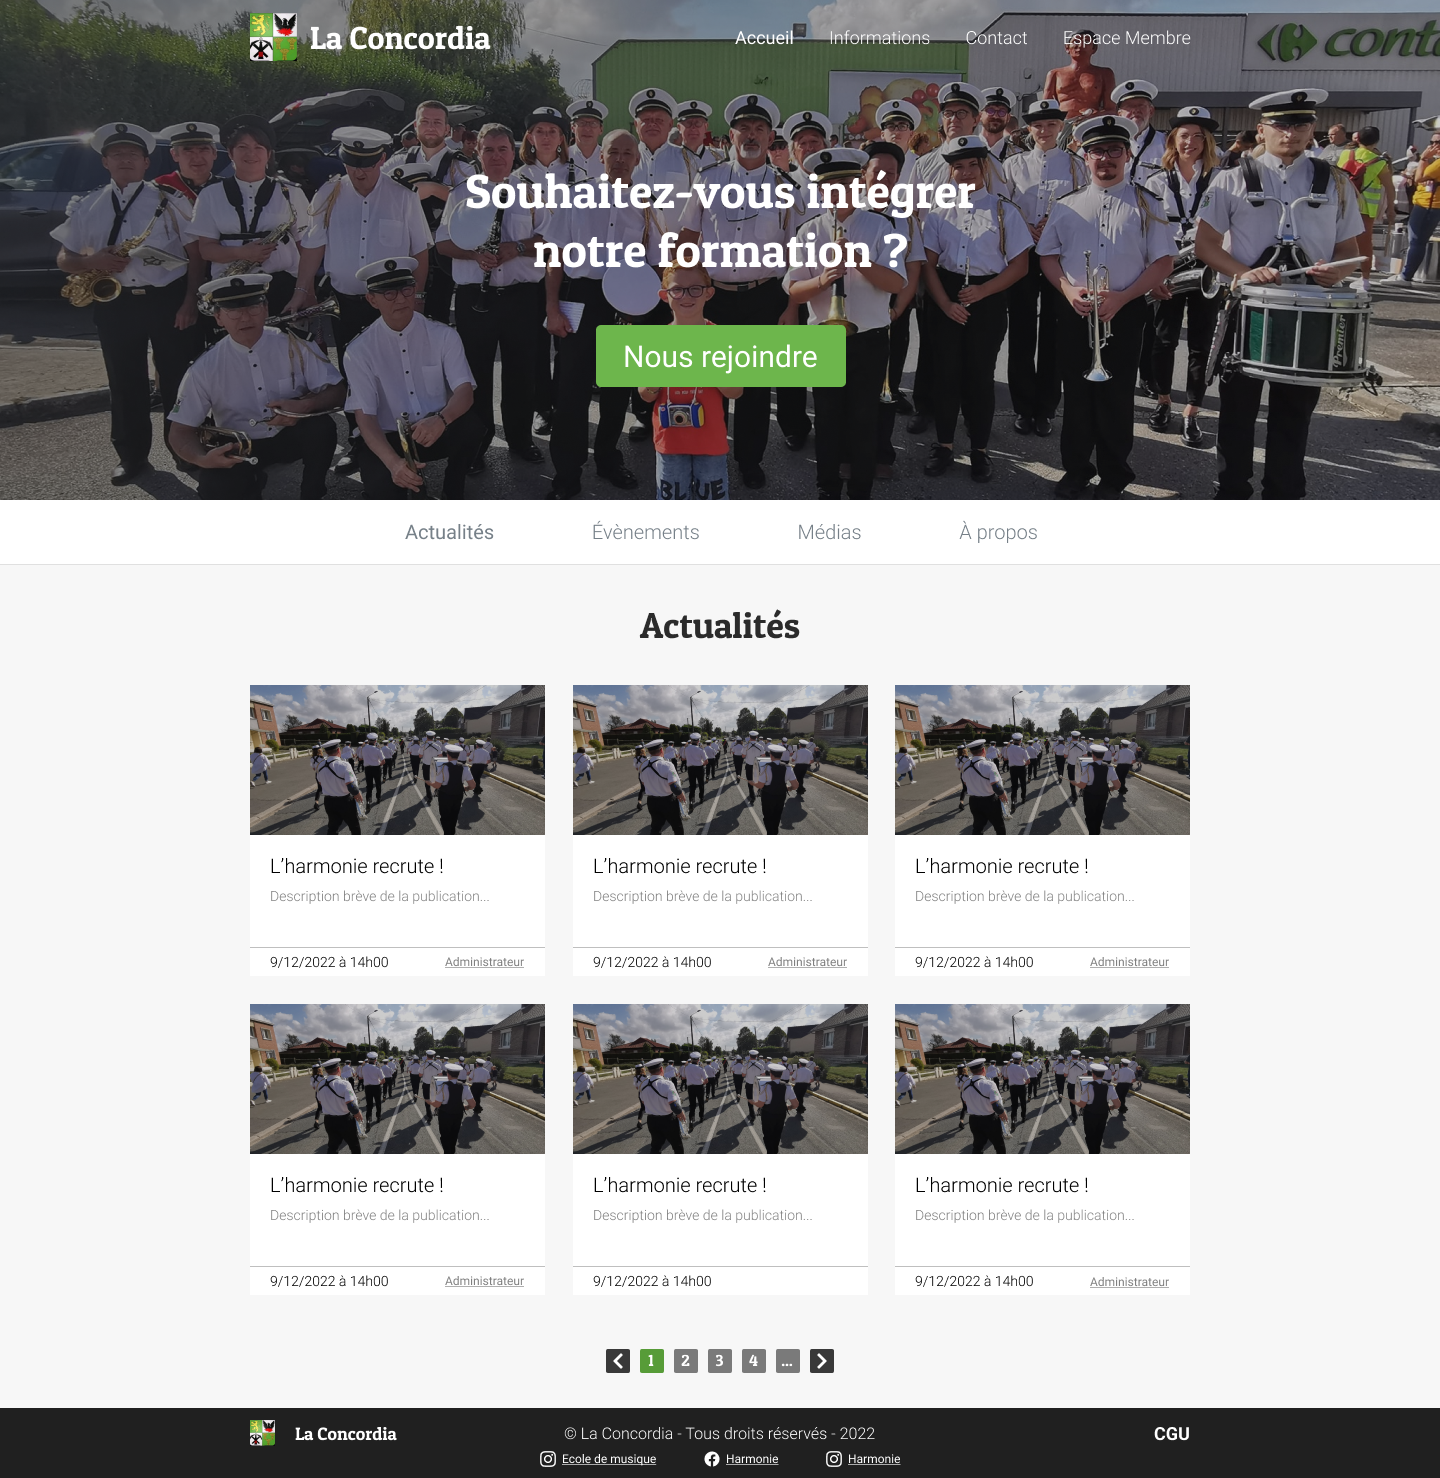 La Concordia
Accueil
Informations
Contact
Espace Membre
Conta
Souhaitez-vous intégrer
notre formation ?
Nous rejoindre
Premier
BLUE
Actualités
Évènements
Médias
À propos
Actualités
L’harmonie recrute !
Description brève de la publication...
9/12/2022 à 14h00
Administrateur
L’harmonie recrute !
Description brève de la publication...
9/12/2022 à 14h00
Administrateur
L’harmonie recrute !
Description brève de la publication...
9/12/2022 à 14h00
Administrateur
L’harmonie recrute !
Description brève de la publication...
9/12/2022 à 14h00
Administrateur
L’harmonie recrute !
Description brève de la publication...
9/12/2022 à 14h00
L’harmonie recrute !
Description brève de la publication...
9/12/2022 à 14h00
Administrateur
1
2
3
4
...
La Concordia
© La Concordia - Tous droits réservés - 2022
CGU
Ecole de musique
Harmonie
Harmonie